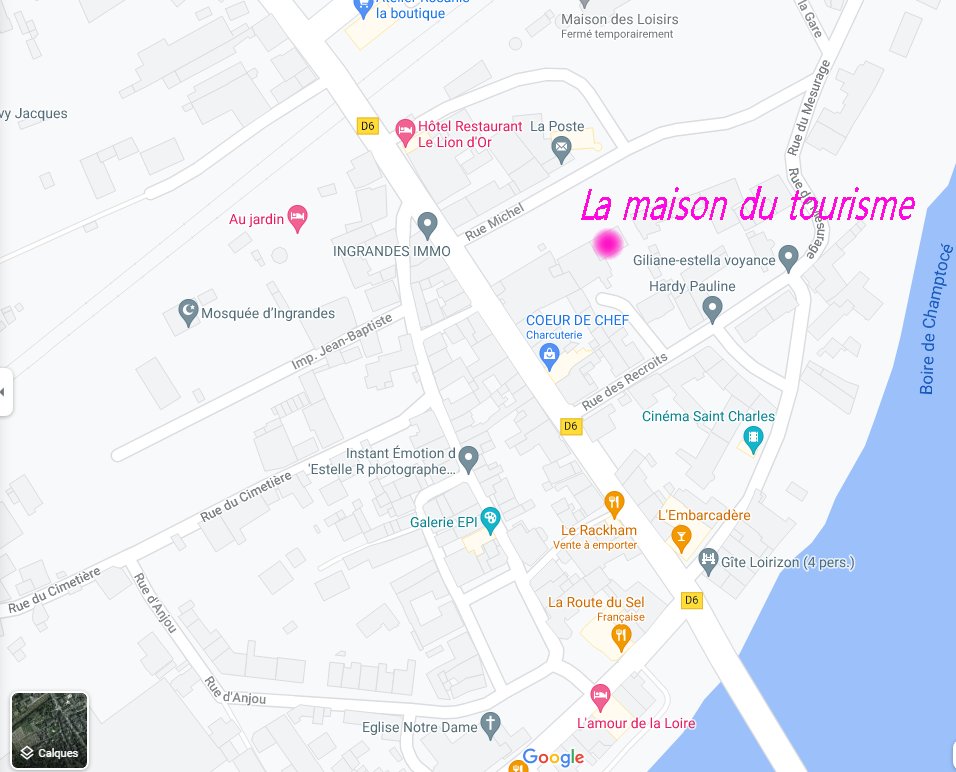 la boutique
Maison des Loisirs
Fermé temporairement
la Gare
Rue du Mesurage
vy Jacques
D6
Hôtel Restaurant
Le Lion d'Or
La Poste
La maison du tourisme
Rue du Mesurage
Au jardin
Rue Michel
INGRANDES IMMO
Giliane-estella voyance
Hardy Pauline
Boire de Champtocé
Mosquée d'Ingrandes
Imp. Jean-Baptiste
COEUR DE CHEF
Charcuterie
Rue des Recroits
Cinéma Saint Charles
D6
Instant Émotion d
'Estelle R photographe...
Rue du Cimetière
Galerie EPI
Le Rackham
Vente à emporter
L'Embarcadère
Gîte Loirizon (4 pers.)
Rue du Cimetière
Rue d'Anjou
La Route du Sel
Française
D6
Rue d'Anjou
L'amour de la Loire
Eglise Notre Dame
Calques
Google